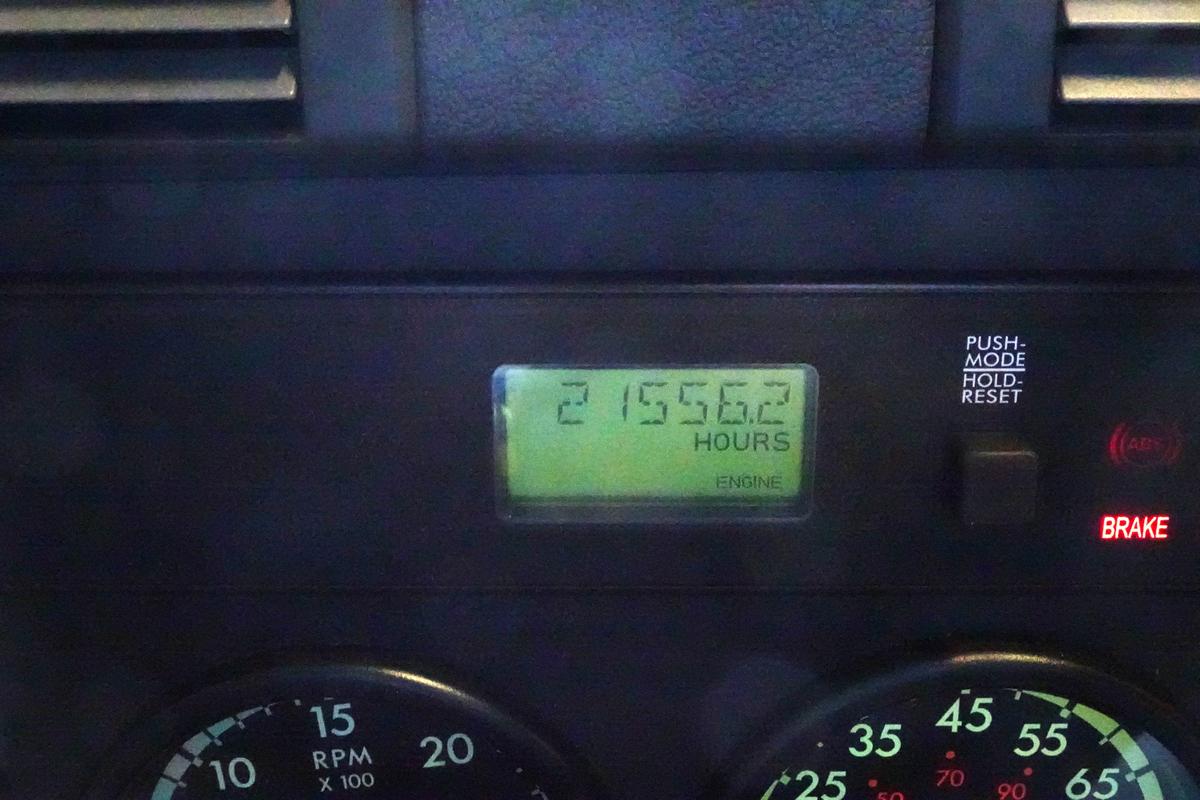 21556.2
HOURS
ENGINE
PUSH-
MODE
HOLD-
RESET
ABS
BRAKE
10
15
20
RPM
X 100
25
35
45
55
65
50
70
90